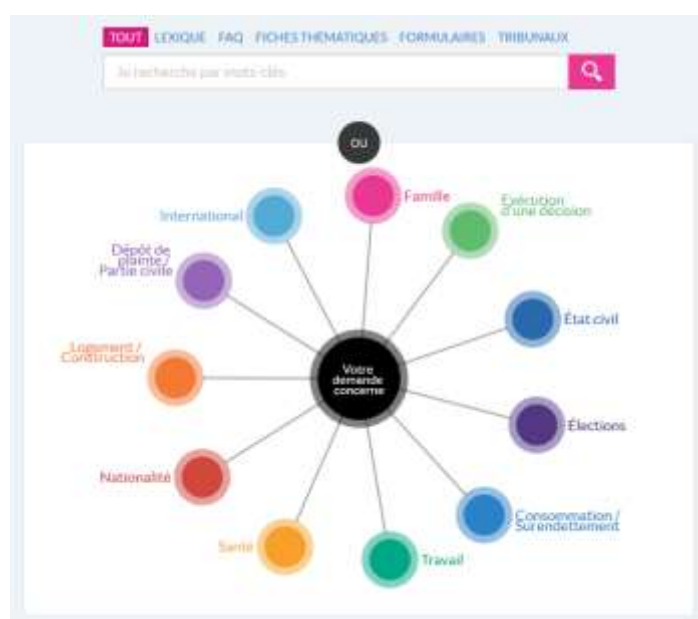 TOUT LEXIQUE FAQ FICHES THÉMATIQUES FORMULAIRES TRIBUNAUX
Je recherche par mots-clés
OU
Famille
Exécution
d'une décision
International
Dépôt de
plainte /
Partie civile
État civil
Logement /
Construction
Votre
demande
concerne
Élections
Nationalité
Consommation /
Surendettement
Santé
Travail